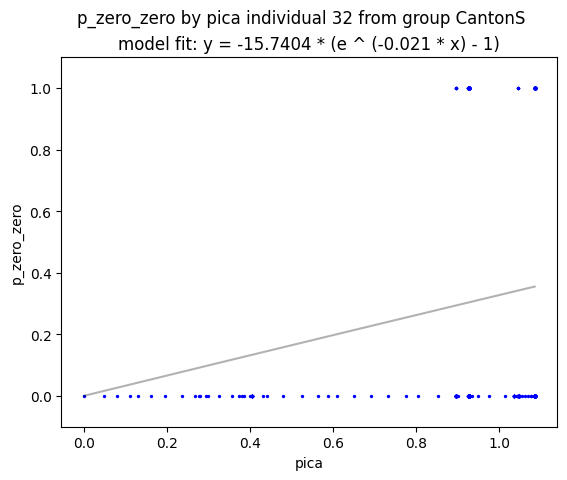 p_zero_zero by pica individual 32 from group CantonS
model fit: y = -15.7404 * (e ^ (-0.021 * x) - 1)
1.0
0.8
0.6
0.4
0.2
0.0
p_zero_zero
0.0 0.2 0.4 0.6 0.8 1.0
pica